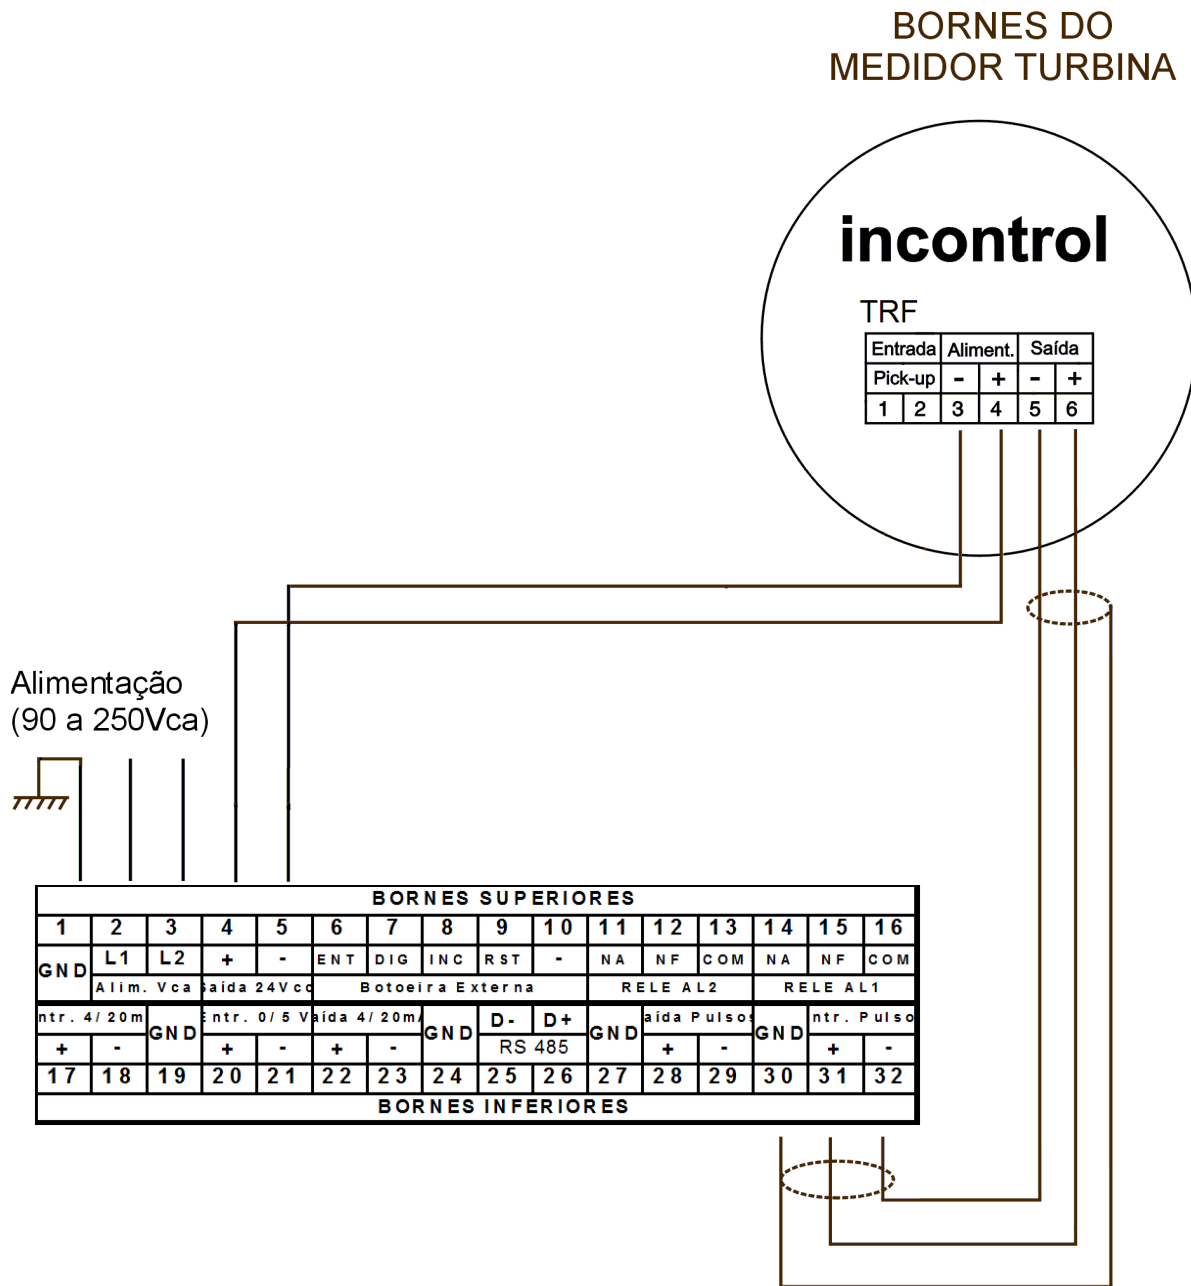 BORNES DO
MEDIDOR TURBINA
incontrol
TRF
Entrada Aliment. Saída
Pick-up - + - +
1 2 3 4 5 6
Alimentação
(90 a 250Vca)
BORNES SUPERIORES
1 2 3 4 5 6 7 8 9 10 11 12 13 14 15 16
GND L1 L2 + - ENT DIG INC RST - NA NF COM NA NF COM
Alim. Vca Saída 24Vcc Botoeira Externa RELE AL2 RELE AL1
ntr. 4/20m GND Entr. 0/5 V aída 4/20mA GND D- D+ GND aída Pulsos GND ntr. Pulso
+ - + - + - RS 485 + - + -
17 18 19 20 21 22 23 24 25 26 27 28 29 30 31 32
BORNES INFERIORES